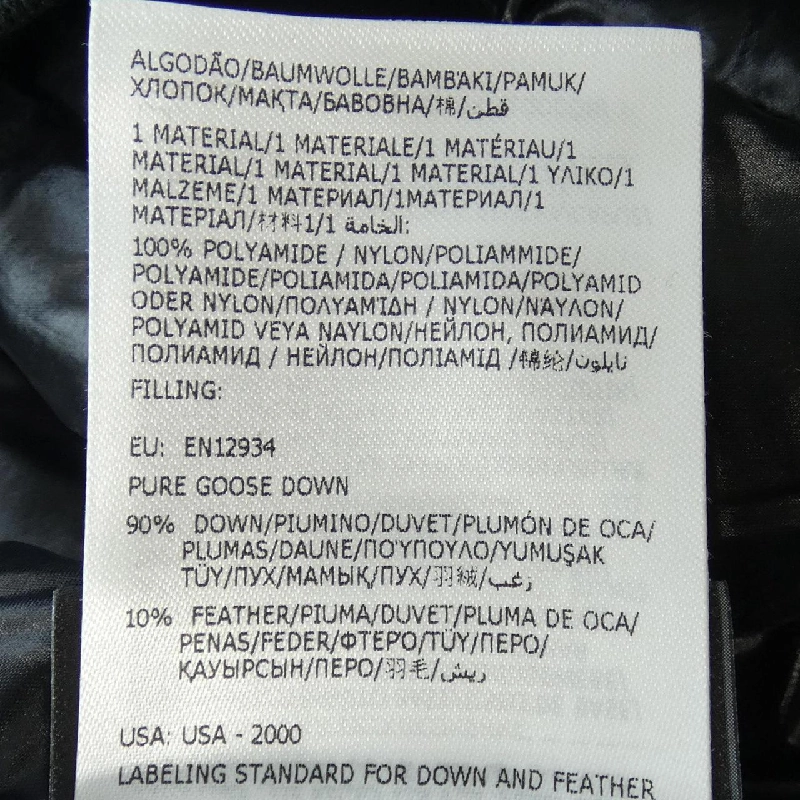 ALGODÃO/BAUMWOLLE/BAMBAKI/PAMUK/
ХЛОПОК/МАҚТА/БАВОВНА/棉/قطن
1 MATERIAL/1 MATERIALE/1 MATÉRIAU/1
MATERIAL/1 MATERIAL/1 MATERIAL/1 ΥΛΙΚΟ/1
MALZEME/1 МАТЕРИАЛ/1МАТЕРИАЛ/1
МАТЕРІАЛ/材料1/1 الخامة:
100% POLYAMIDE / NYLON/POLIAMMIDE/
POLYAMIDE/POLIAMIDA/POLIAMIDA/POLYAMID
ODER NYLON/ΠΟΛΥΑΜΊΔΗ / NYLON/ΝΆΥΛΟΝ/
POLYAMID VEYA NAYLON/НЕЙЛОН, ПОЛИАМИД/
ПОЛИАМИД / НЕЙЛОН/ПОЛІАМІД /锦纶/نايلون
FILLING:
EU: EN12934
PURE GOOSE DOWN
90% DOWN/PIUMINO/DUVET/PLUMÓN DE OCA/
PLUMAS/DAUNE/ΠΟΎΠΟΥΛΟ/YUMUŞAK
TÜY/ПУХ/МАМЫҚ/ПУХ/羽絨/زغب
10% FEATHER/PIUMA/DUVET/PLUMA DE OCA/
PENAS/FEDER/ΦΤΕΡΌ/TÜY/ПЕРО/
ҚАУЫРСЫН/ПЕРО/羽毛/ريش
USA: USA - 2000
LABELING STANDARD FOR DOWN AND FEATHER